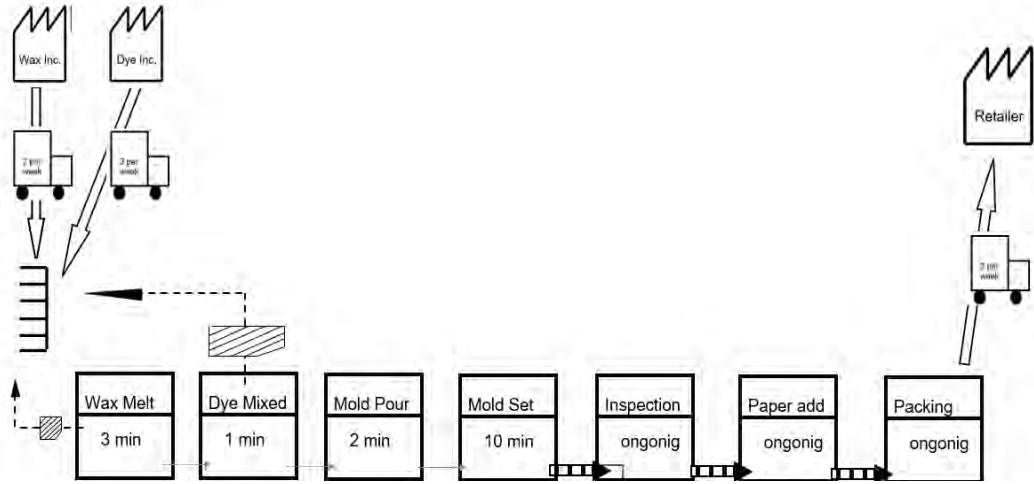 Wax Inc.
Dye Inc.
Retailer
2 per
week
3 per
week
2 per
week
Wax Melt
Dye Mixed
Mold Pour
Mold Set
Inspection
Paper add
Packing
3 min
1 min
2 min
10 min
ongonig
ongonig
ongonig